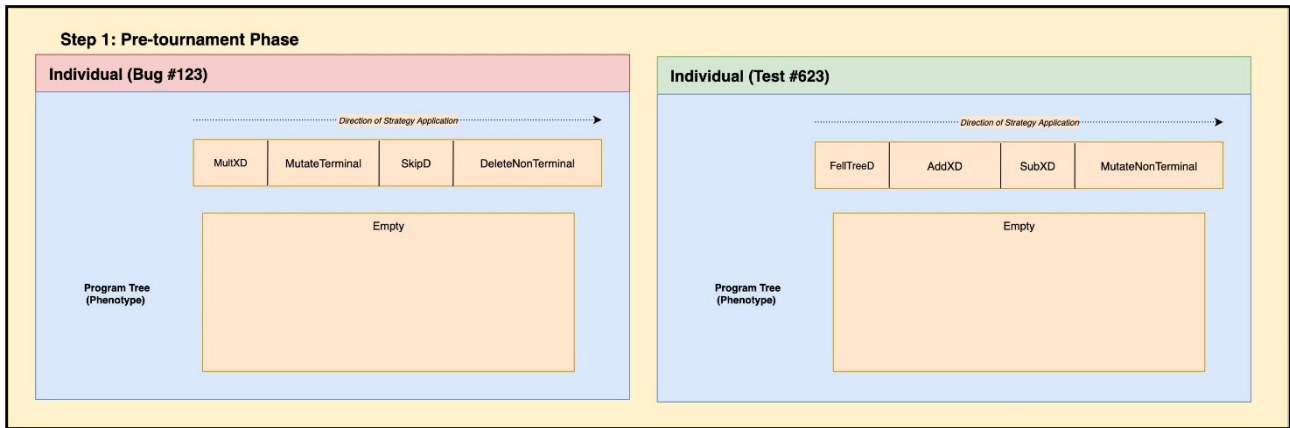 Step 1: Pre-tournament Phase
Individual (Bug #123)
Direction of Strategy Application
MultXD
MutateTerminal
SkipD
DeleteNonTerminal
Empty
Program Tree
(Phenotype)
Individual (Test #623)
Direction of Strategy Application
FellTreeD
AddXD
SubXD
MutateNonTerminal
Empty
Program Tree
(Phenotype)